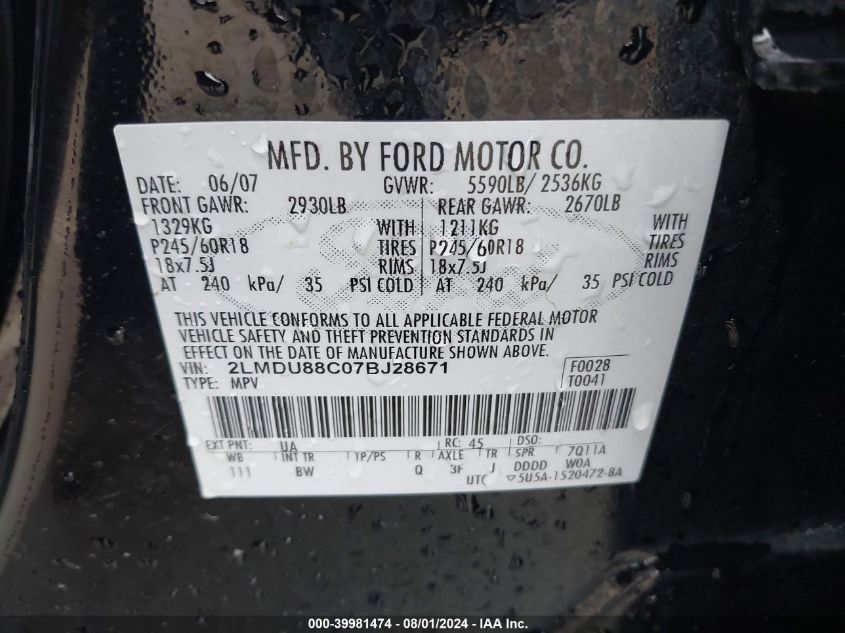 MFD. BY FORD MOTOR CO.
DATE: 06/07 GVWR: 5590LB/ 2536KG
FRONT GAWR: 2930LB REAR GAWR: 2670LB
1329KG WITH 1211KG WITH
P245/60R18 TIRES P245/60R18 TIRES
18x7.5J RIMS 18x7.5J RIMS
AT 240 kPa/ 35 PSI COLD AT 240 kPa/ 35 PSI COLD
THIS VEHICLE CONFORMS TO ALL APPLICABLE FEDERAL MOTOR
VEHICLE SAFETY AND THEFT PREVENTION STANDARDS IN
EFFECT ON THE DATE OF MANUFACTURE SHOWN ABOVE.
VIN: 2LMDU88C07BJ28671 F0028
TYPE: MPV T0041
EXT PNT: UA RC: 45 DSO:
WB INT TR TP/PS R AXLE TR SPR 7Q11A
111 BW Q 3F J DDDD WOA
UTC ▽5U5A-1520472-BA
000-39981474 - 08/01/2024 - IAA Inc.